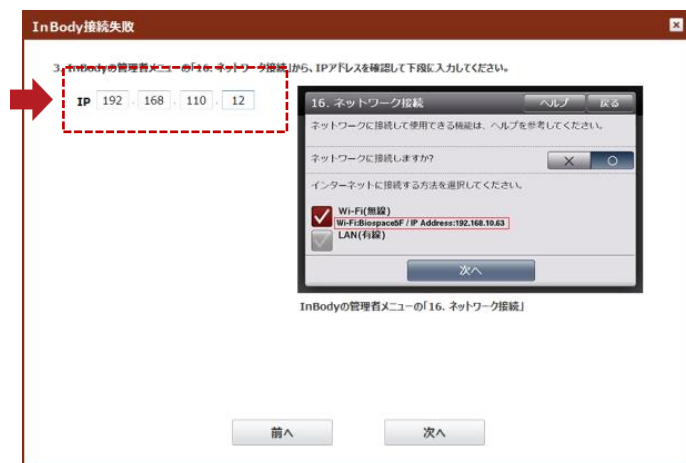 InBody接続失敗
3. InBodyの管理者メニューの「16. ネットワーク接続」から、IPアドレスを確認して下段に入力してください。
IP 192 . 168 . 110 . 12
16. ネットワーク接続 ヘルプ 戻る
ネットワークに接続して使用できる機能は、ヘルプを参考してください。
ネットワークに接続しますか?
インターネットに接続する方法を選択してください。
Wi-Fi(無線)
Wi-Fi:Biospace5F / IP Address:192.168.10.63
LAN(有線)
次へ
InBodyの管理者メニューの「16. ネットワーク接続」
前へ 次へ